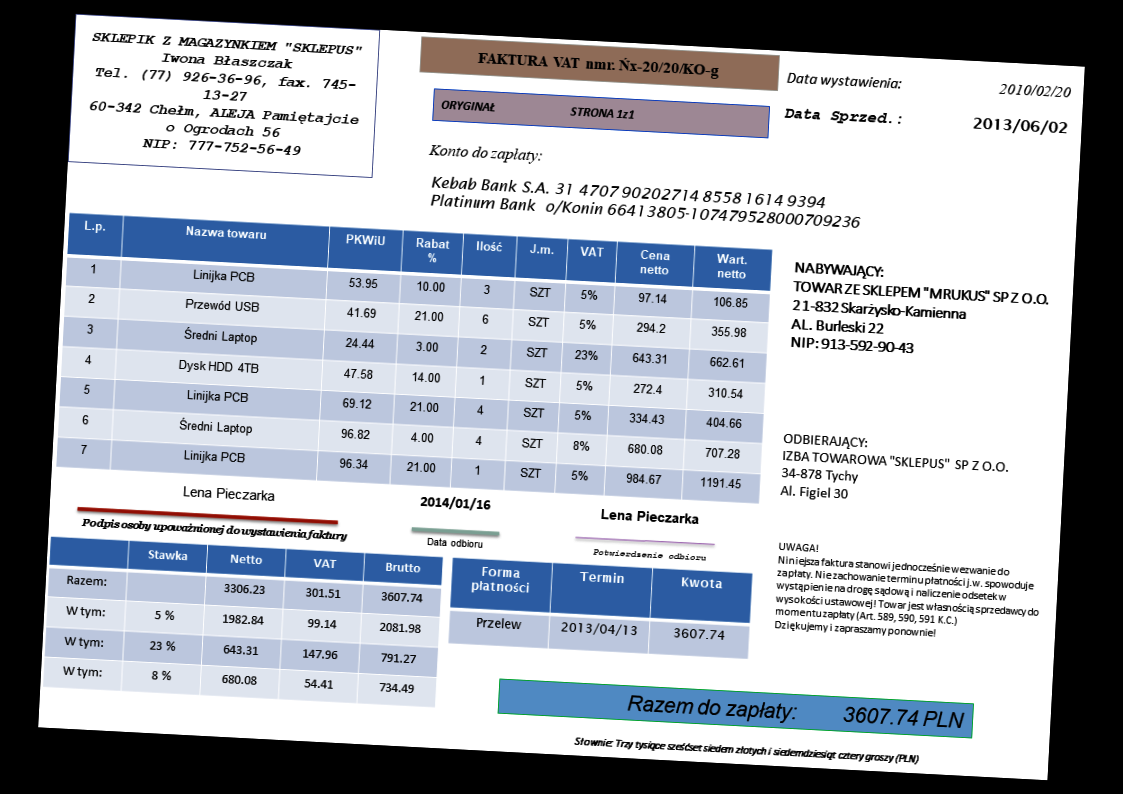 SKLEPIK Z MAGAZYNKIEM "SKLEPUS"
Iwona Błaszczak
Tel. (77) 926-36-96, fax. 745-
13-27
60-342 Chełm, ALEJA Pamiętajcie
o Ogrodach 56
NIP: 777-752-56-49
FAKTURA VAT nmr. Ńx-20/20/KO-g
ORYGINAŁ STRONA 1z1
Data wystawienia: 2010/02/20
Data Sprzed.: 2013/06/02
Konto do zapłaty:
Kebab Bank S.A. 31 4707 90202714 8558 1614 9394
Platinum Bank o/Konin 66413805-107479528000709236
L.p. Nazwa towaru PKWiU Rabat % Ilość J.m. VAT Cena netto Wart. netto
1 Linijka PCB 53.95 10.00 3 SZT 5% 97.14 106.85
2 Przewód USB 41.69 21.00 6 SZT 5% 294.2 355.98
3 Średni Laptop 24.44 3.00 2 SZT 23% 643.31 662.61
4 Dysk HDD 4TB 47.58 14.00 1 SZT 5% 272.4 310.54
5 Linijka PCB 69.12 21.00 4 SZT 5% 334.43 404.66
6 Średni Laptop 96.82 4.00 4 SZT 8% 680.08 707.28
7 Linijka PCB 96.34 21.00 1 SZT 5% 984.67 1191.45
NABYWAJĄCY:
TOWAR ZE SKLEPEM "MRUKUS" SP Z O.O.
21-832 Skarżysko-Kamienna
AL. Burleski 22
NIP: 913-592-90-43
ODBIERAJĄCY:
IZBA TOWAROWA "SKLEPUS" SP Z O.O.
34-878 Tychy
Al. Figiel 30
Lena Pieczarka
Podpis osoby upoważnionej do wystawienia faktury
2014/01/16
Data odbioru
Lena Pieczarka
Potwierdzenie odbioru
Stawka Netto VAT Brutto
Razem: 3306.23 301.51 3607.74
W tym: 5 % 1982.84 99.14 2081.98
W tym: 23 % 643.31 147.96 791.27
W tym: 8 % 680.08 54.41 734.49
Forma płatności Termin Kwota
Przelew 2013/04/13 3607.74
UWAGA!
Niniejsza faktura stanowi jednocześnie wezwanie do
zapłaty. Nie zachowanie terminu płatności j.w. spowoduje
wystąpienie na drogę sądową i naliczenie odsetek w
wysokości ustawowej! Towar jest własnością sprzedawcy do
momentu zapłaty (Art. 589, 590, 591 K.C.)
Dziękujemy i zapraszamy ponownie!
Razem do zapłaty: 3607.74 PLN
Słownie: Trzy tysiące sześćset siedem złotych i siedemdziesiąt cztery groszy (PLN)